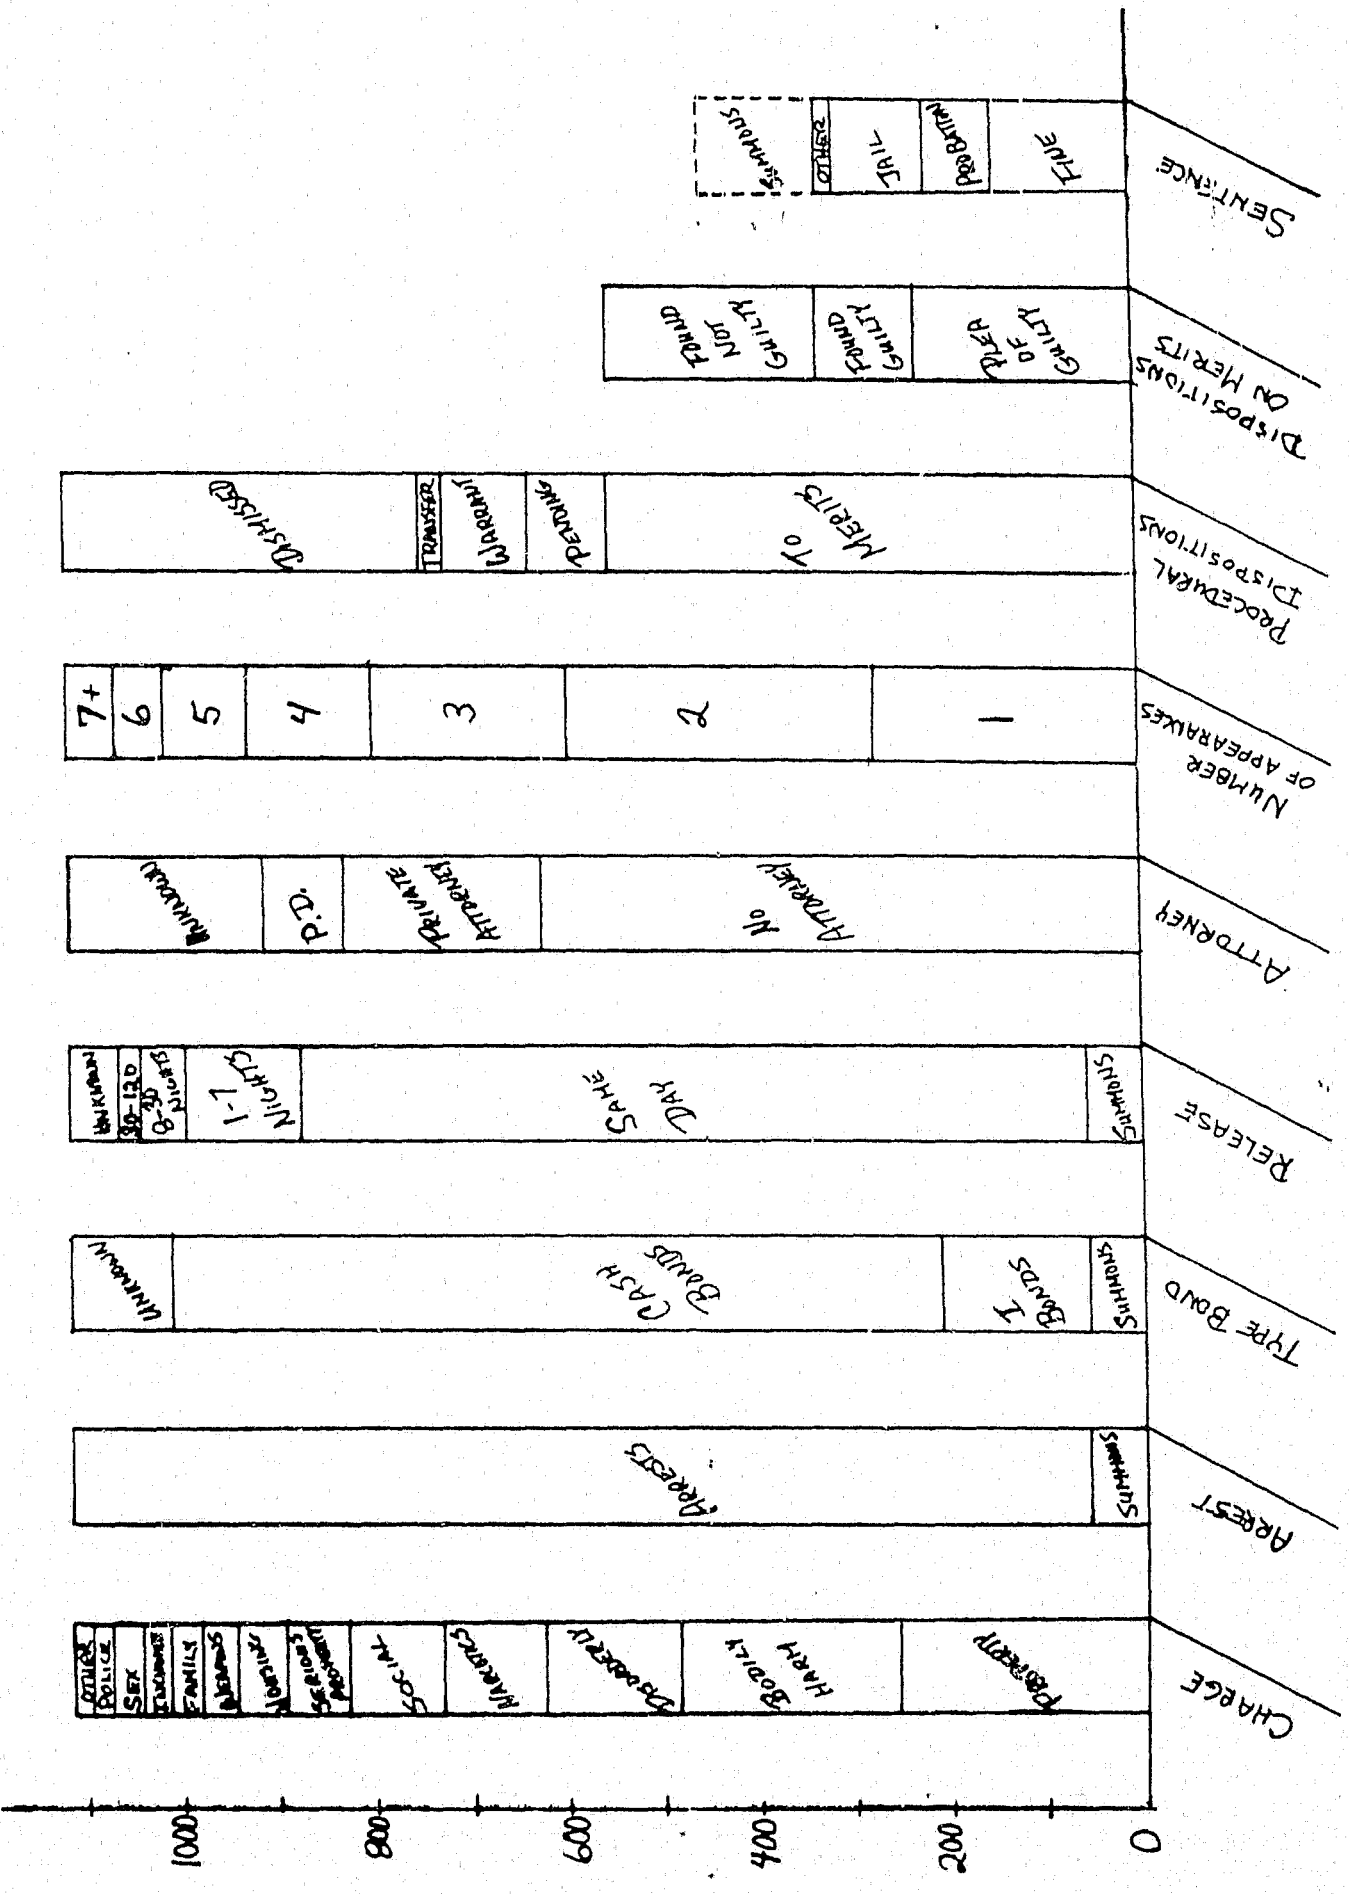 1000
800
600
400
200
0
OTHER
POLICE
SEX
FAMILY
WEAPONS
SERIOUS
PROPERTY
SOCIAL
NARCOTICS
DISORDERLY
BODILY
HARM
PROPERTY
CHARGE
ARRESTS
SUMMONS
ARREST
UNKNOWN
CASH
BONDS
I
BONDS
SUMMONS
TYPE BOND
UNKNOWN
8-30
NIGHTS
1-7
NIGHTS
SAME
DAY
SUMMONS
RELEASE
UNKNOWN
P.D.
PRIVATE
ATTORNEY
NO
ATTORNEY
ATTORNEY
7+
6
5
4
3
2
1
NUMBER
OF APPEARANCES
DISMISSED
TRANSFER
WARRANT
PENDING
TO
MERITS
PROCEDURAL
DISPOSITIONS
FOUND
NOT
GUILTY
FOUND
GUILTY
PLEA
OF
GUILTY
DISPOSITIONS
ON MERITS
SUMMONS
OTHER
JAIL
PROBATION
FINE
SENTENCE